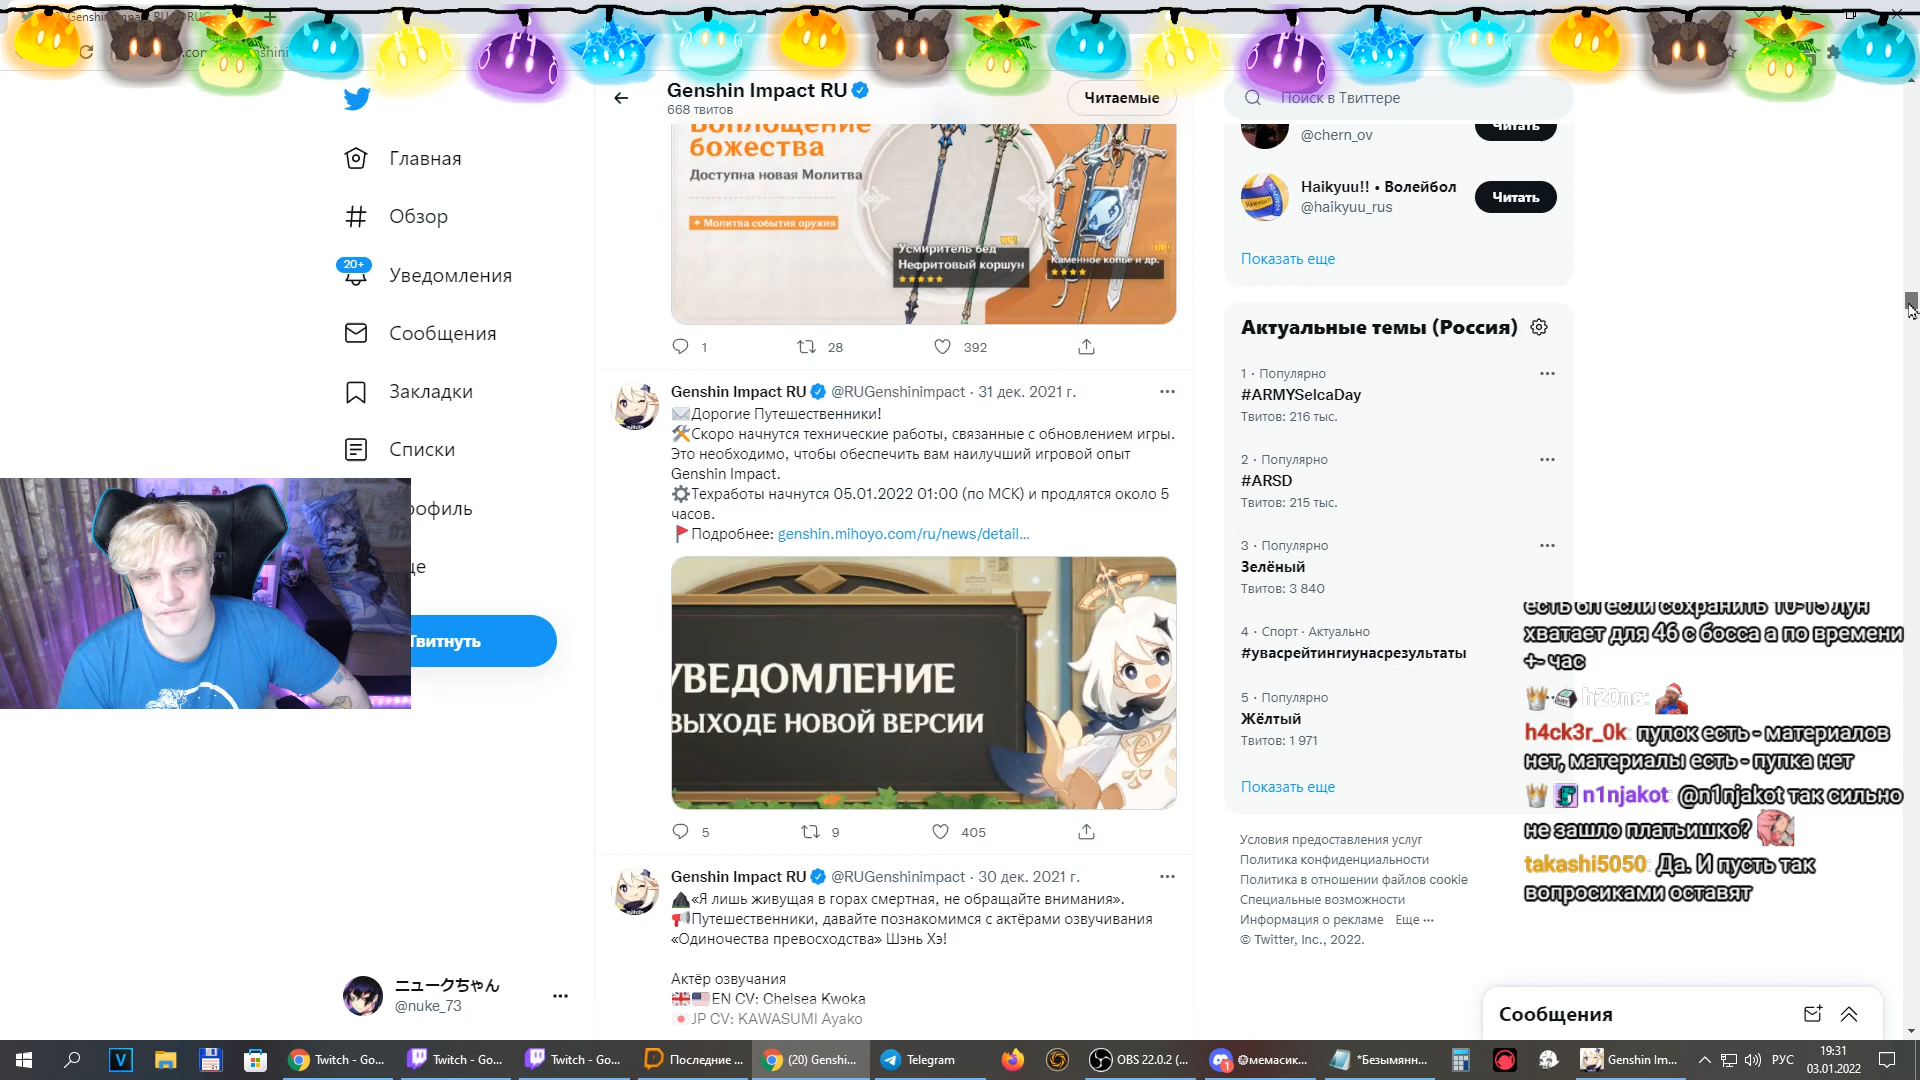 Genshin Impact RU
668 твитов
Читаемые
Поиск в Твиттере
Главная
Обзор
20+
Уведомления
Сообщения
Закладки
Списки
Твитнуть
ニュークちゃん
@nuke_73
Воплощение
божества
Доступна новая Молитва
✦ Молитва события оружия
Усмиритель бед
Нефритовый коршун
Каменное копьё и др.
1
28
392
Genshin Impact RU @RUGenshinimpact · 31 дек. 2021 г.
✉️Дорогие Путешественники!
🛠Скоро начнутся технические работы, связанные с обновлением игры.
Это необходимо, чтобы обеспечить вам наилучший игровой опыт
Genshin Impact.
⚙️Техработы начнутся 05.01.2022 01:00 (по МСК) и продлятся около 5
часов.
🚩Подробнее: genshin.mihoyo.com/ru/news/detail...
УВЕДОМЛЕНИЕ
ВЫХОДЕ НОВОЙ ВЕРСИИ
5
9
405
Genshin Impact RU @RUGenshinimpact · 30 дек. 2021 г.
«Я лишь живущая в горах смертная, не обращайте внимания».
📢Путешественники, давайте познакомимся с актёрами озвучивания
«Одиночества превосходства» Шэнь Хэ!
Актёр озвучания
🇬🇧🇺🇸EN CV: Chelsea Kwoka
🇯🇵JP CV: KAWASUMI Ayako
@chern_ov
Читать
Haikyuu!! • Волейбол
@haikyuu_rus
Читать
Показать еще
Актуальные темы (Россия)
1 · Популярно
#ARMYSelcaDay
Твитов: 216 тыс.
2 · Популярно
#ARSD
Твитов: 215 тыс.
3 · Популярно
Зелёный
Твитов: 3 840
4 · Спорт · Актуально
#увасрейтингиунасрезультаты
5 · Популярно
Жёлтый
Твитов: 1 971
Показать еще
Условия предоставления услуг
Политика конфиденциальности
Политика в отношении файлов cookie
Специальные возможности
Информация о рекламе Еще ···
© Twitter, Inc., 2022.
есть оп если сохранить 10-15 лун
хватает для 46 с босса а по времени
+- час
h20ne:
h4ck3r_0k: пупок есть - материалов
нет, материалы есть - пупка нет
n1njakot: @n1njakot так сильно
не зашло платьишко?
takashi5050: Да. И пусть так
вопросиками оставят
Сообщения
Twitch - Go...
Twitch - Go...
Twitch - Go...
Последние ...
(20) Genshi...
Telegram
OBS 22.0.2 (...
мемасик...
*Безымянн...
Genshin Im...
РУС
19:31
03.01.2022